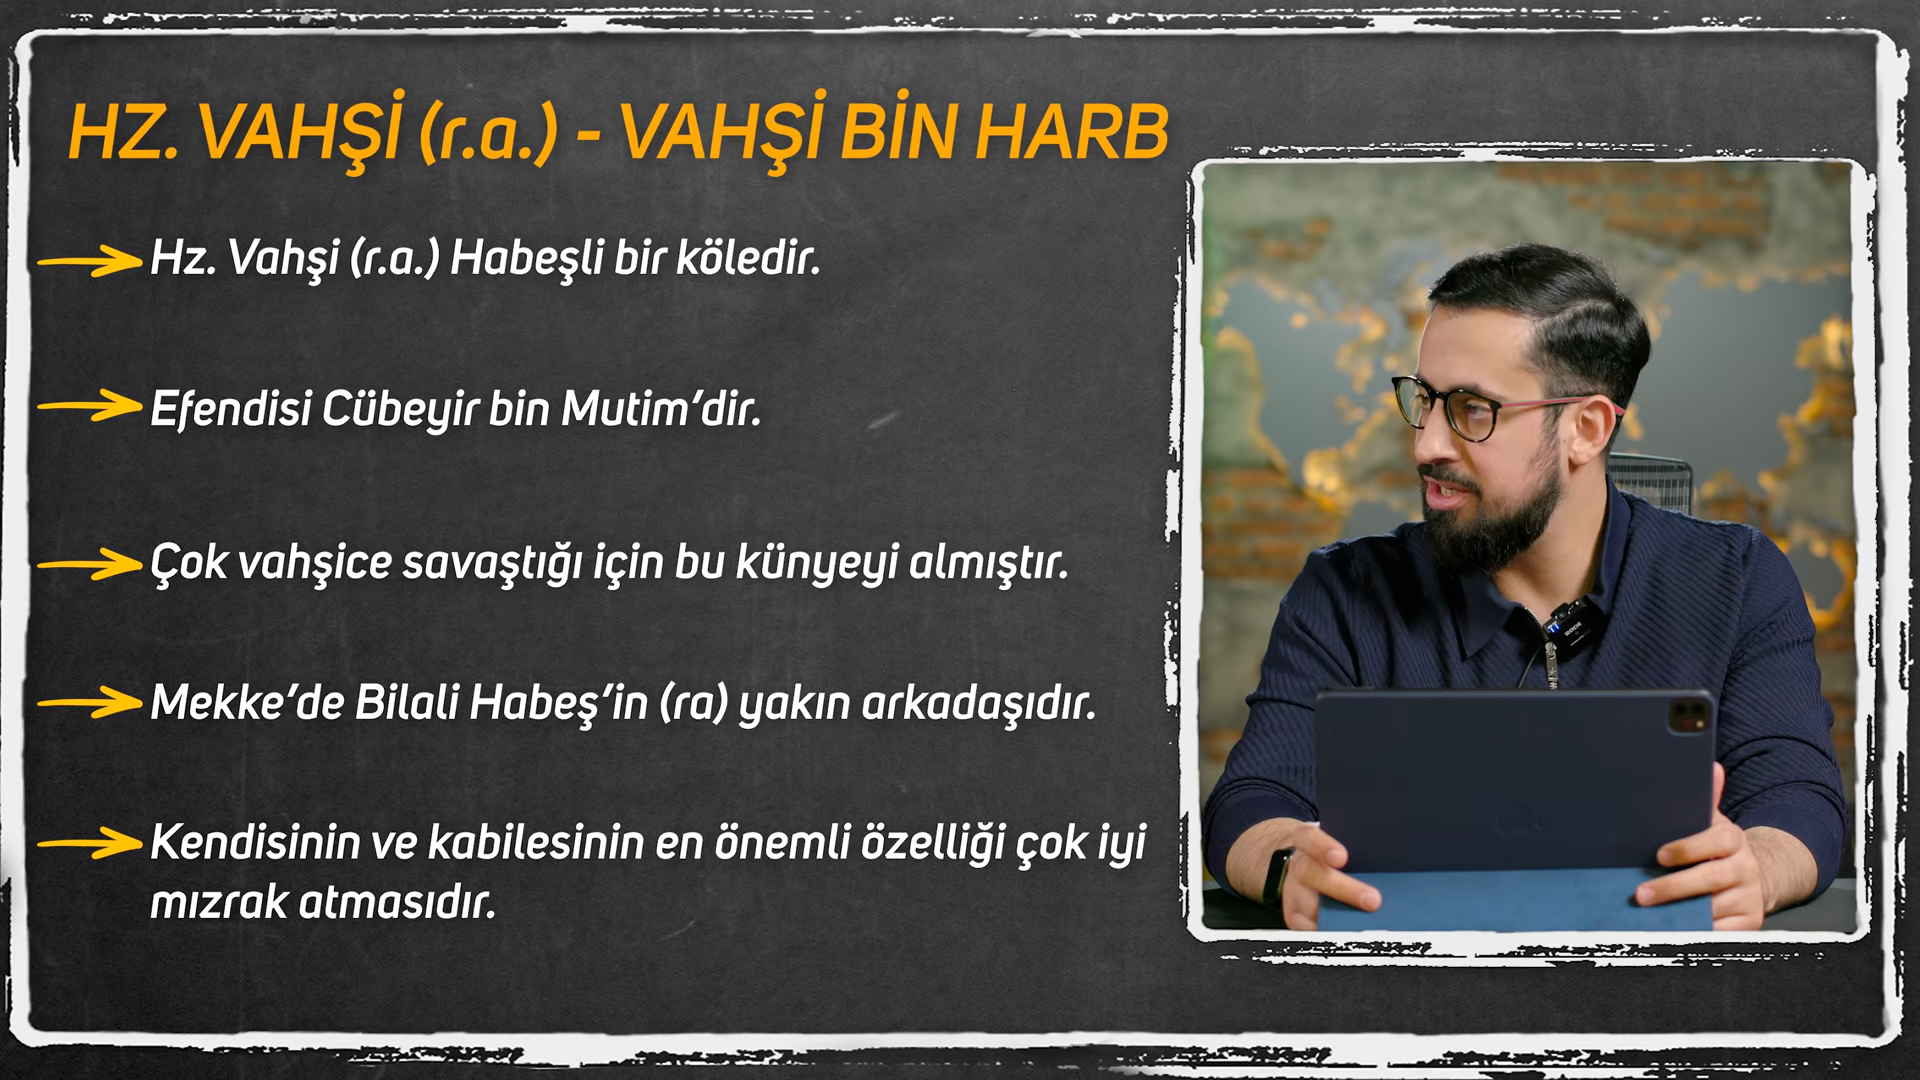 HZ. VAHŞİ (r.a.) - VAHŞİ BİN HARB
Hz. Vahşi (r.a.) Habeşli bir köledir.
Efendisi Cübeyir bin Mutim’dir.
Çok vahşice savaştığı için bu künyeyi almıştır.
Mekke’de Bilali Habeş’in (ra) yakın arkadaşıdır.
Kendisinin ve kabilesinin en önemli özelliği çok iyi
mızrak atmasıdır.
RODE